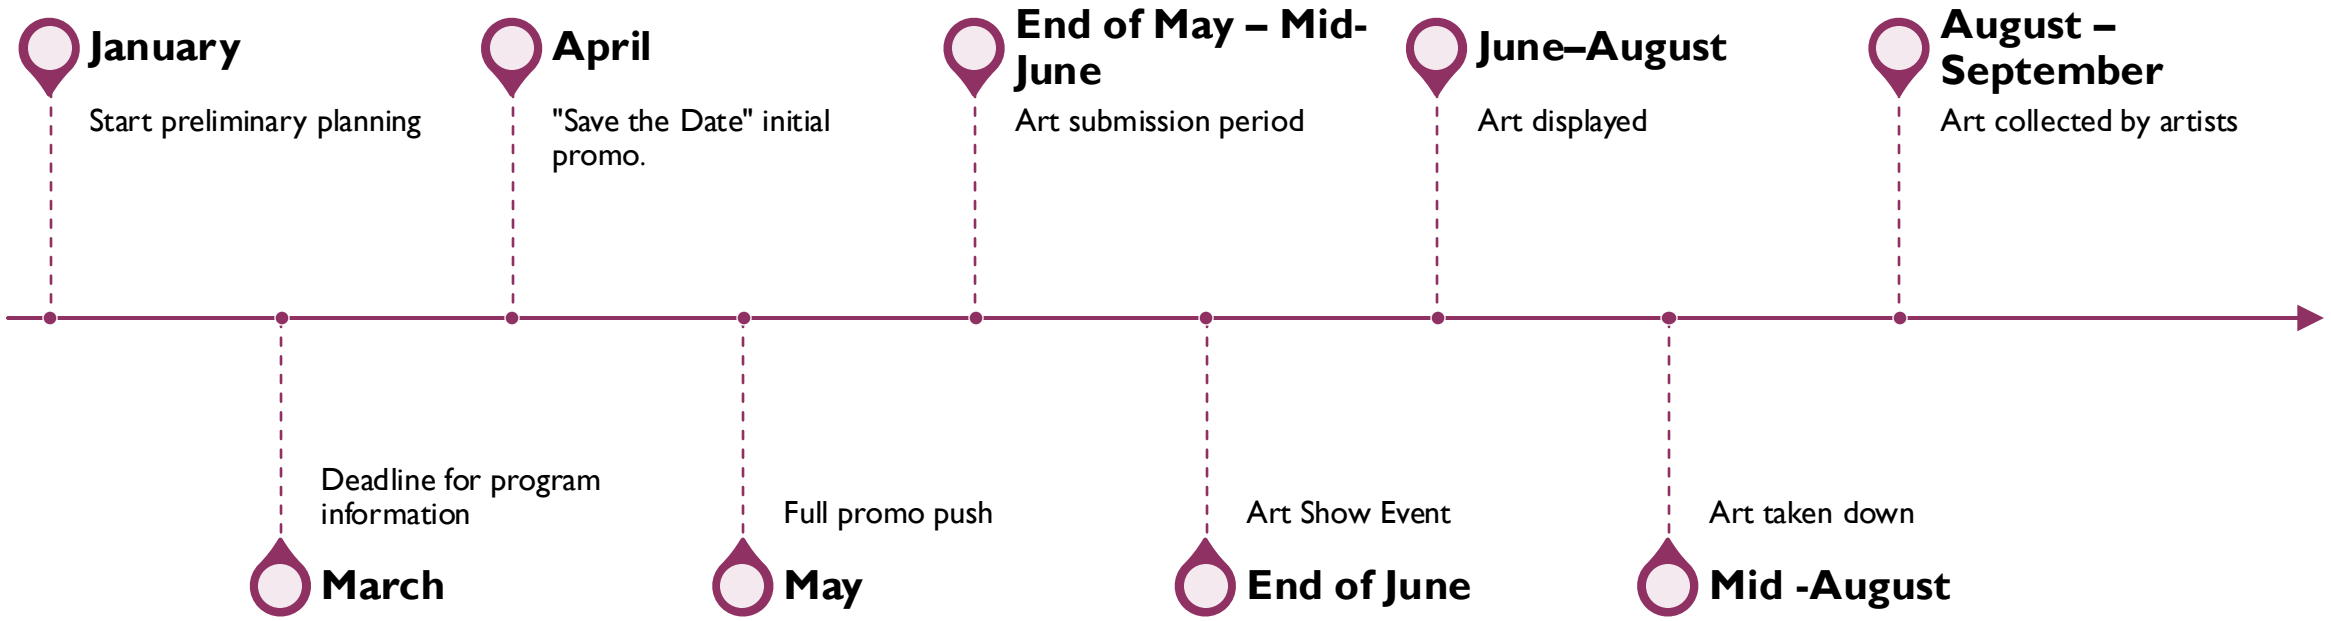 January
Start preliminary planning
April
"Save the Date" initial
promo.
End of May – Mid-
June
Art submission period
June–August
Art displayed
August –
September
Art collected by artists
Deadline for program
information
March
Full promo push
May
Art Show Event
End of June
Art taken down
Mid -August